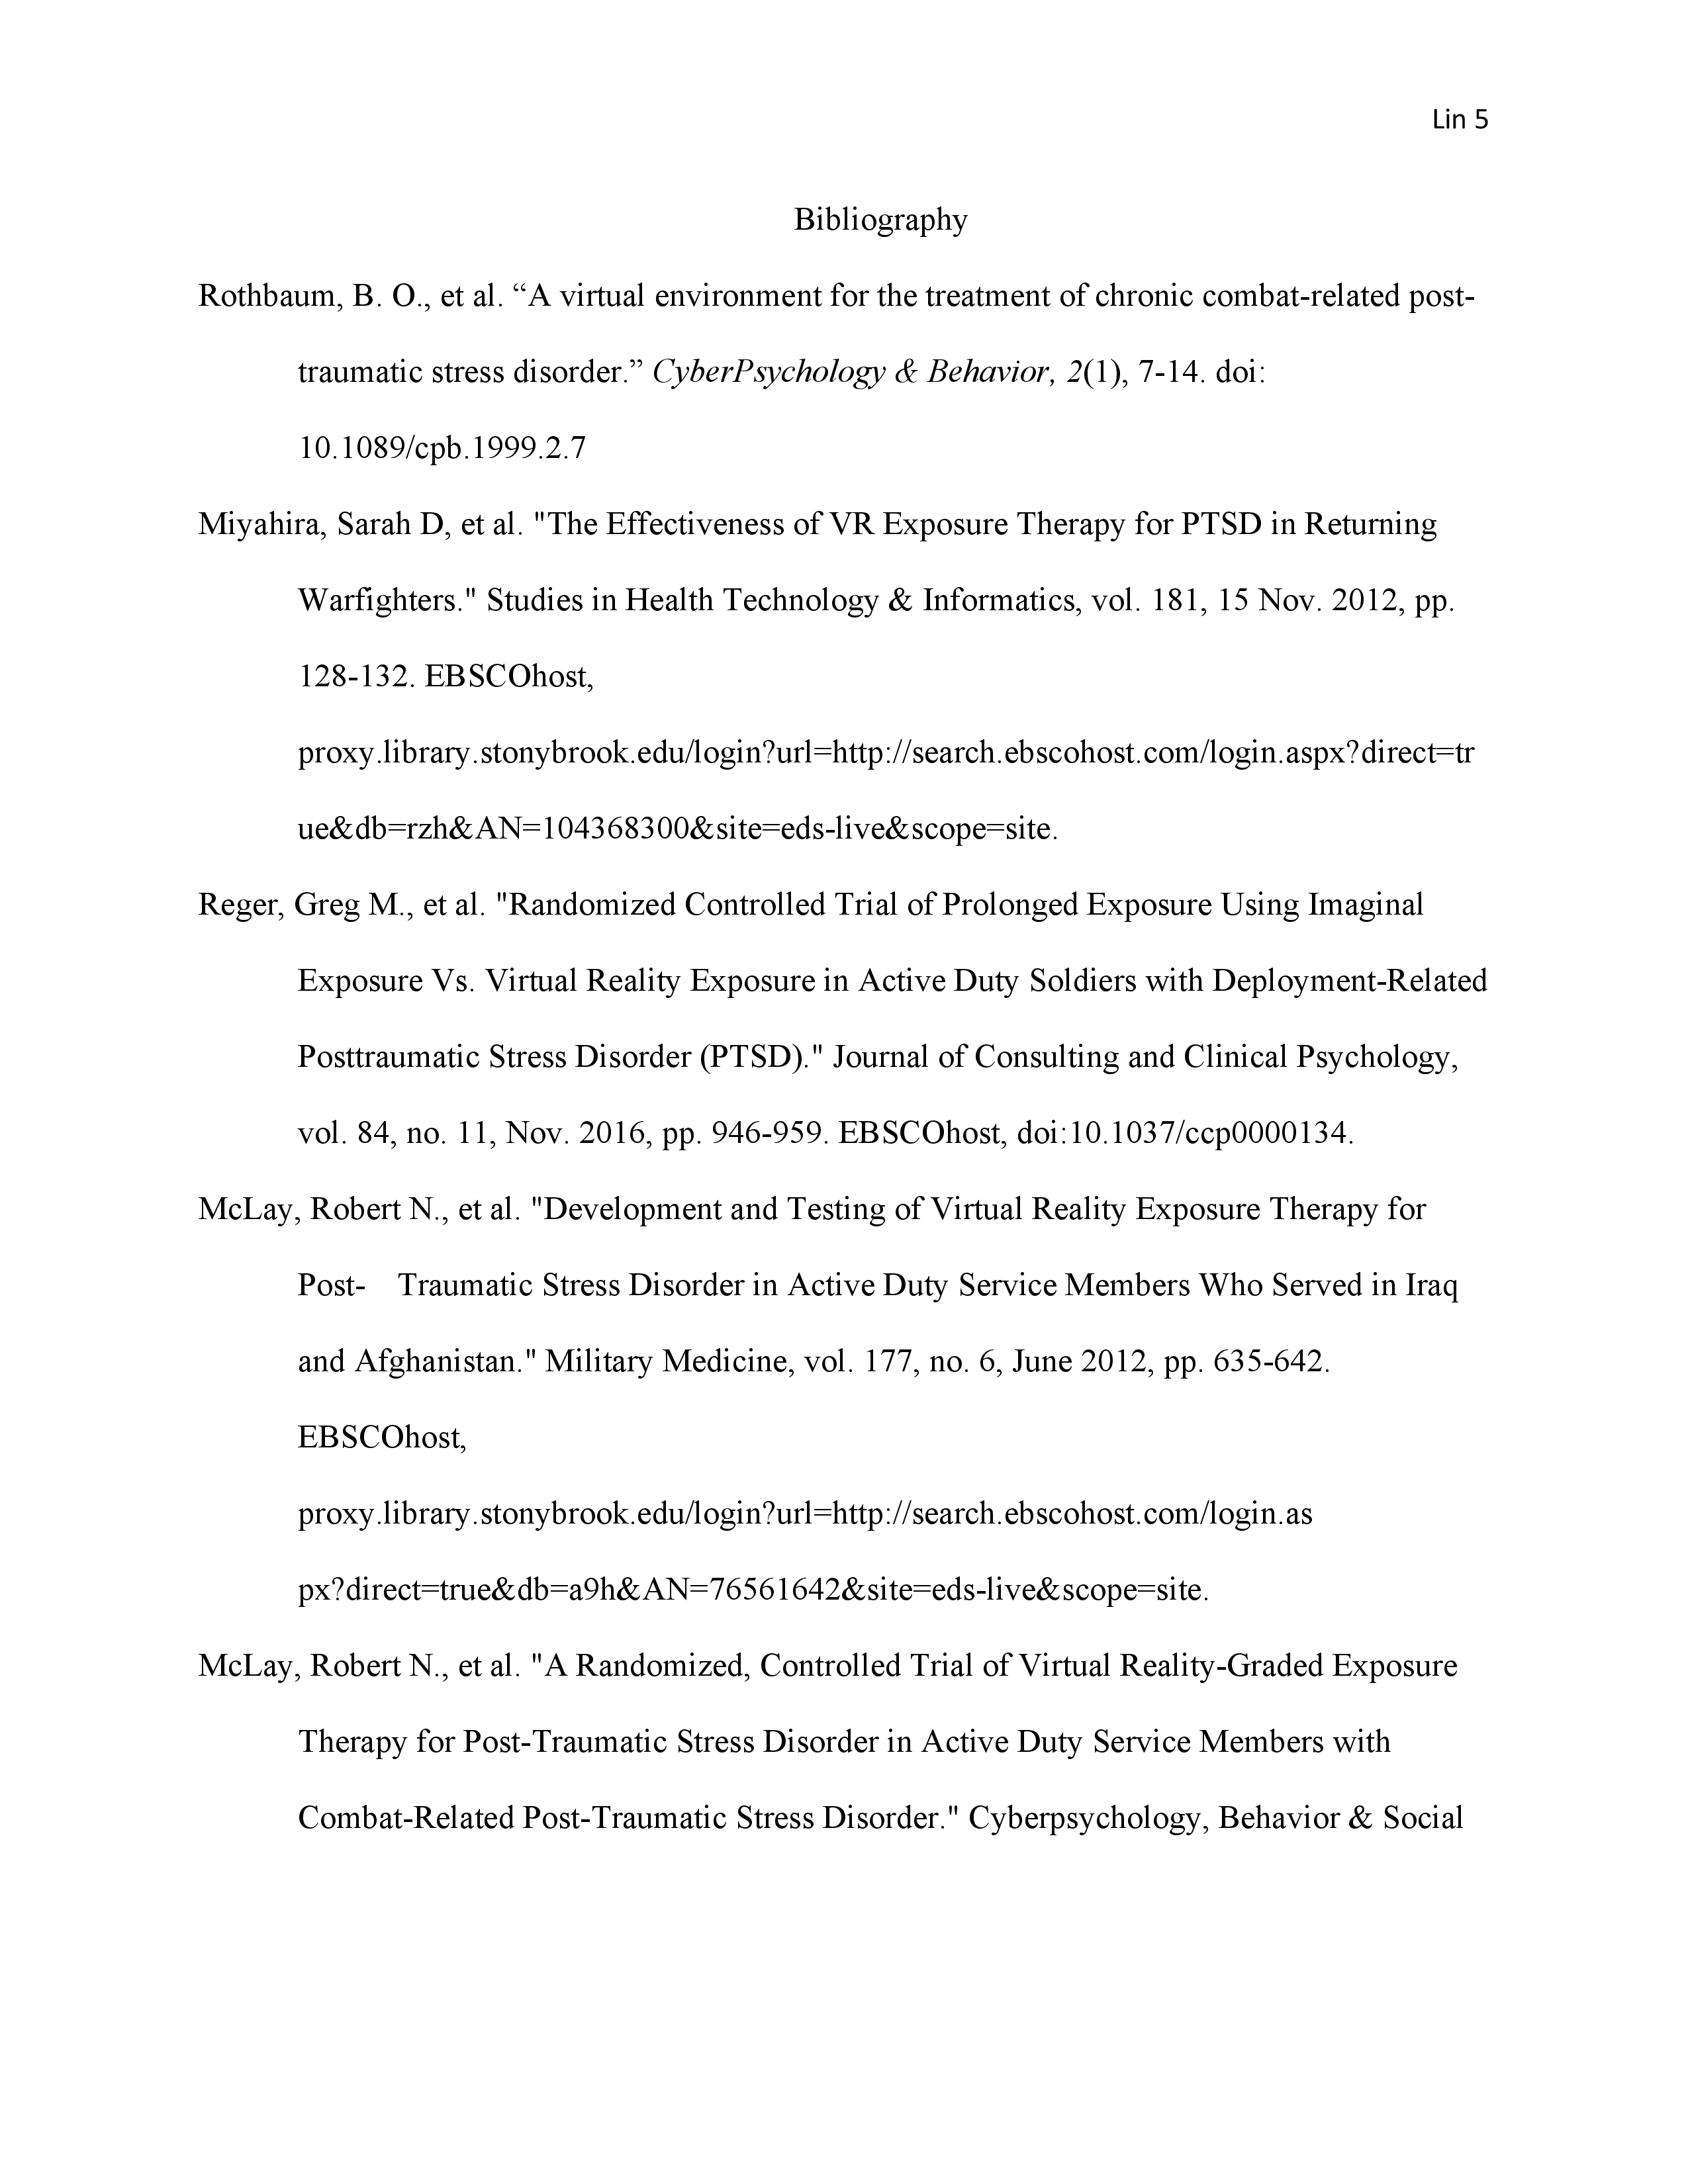 Lin 5
Bibliography
Rothbaum, B. O., et al. “A virtual environment for the treatment of chronic combat-related post-
traumatic stress disorder.” CyberPsychology & Behavior, 2(1), 7-14. doi:
10.1089/cpb.1999.2.7
Miyahira, Sarah D, et al. "The Effectiveness of VR Exposure Therapy for PTSD in Returning
Warfighters." Studies in Health Technology & Informatics, vol. 181, 15 Nov. 2012, pp.
128-132. EBSCOhost,
proxy.library.stonybrook.edu/login?url=http://search.ebscohost.com/login.aspx?direct=tr
ue&db=rzh&AN=104368300&site=eds-live&scope=site.
Reger, Greg M., et al. "Randomized Controlled Trial of Prolonged Exposure Using Imaginal
Exposure Vs. Virtual Reality Exposure in Active Duty Soldiers with Deployment-Related
Posttraumatic Stress Disorder (PTSD)." Journal of Consulting and Clinical Psychology,
vol. 84, no. 11, Nov. 2016, pp. 946-959. EBSCOhost, doi:10.1037/ccp0000134.
McLay, Robert N., et al. "Development and Testing of Virtual Reality Exposure Therapy for
Post- Traumatic Stress Disorder in Active Duty Service Members Who Served in Iraq
and Afghanistan." Military Medicine, vol. 177, no. 6, June 2012, pp. 635-642.
EBSCOhost,
proxy.library.stonybrook.edu/login?url=http://search.ebscohost.com/login.as
px?direct=true&db=a9h&AN=76561642&site=eds-live&scope=site.
McLay, Robert N., et al. "A Randomized, Controlled Trial of Virtual Reality-Graded Exposure
Therapy for Post-Traumatic Stress Disorder in Active Duty Service Members with
Combat-Related Post-Traumatic Stress Disorder." Cyberpsychology, Behavior & Social